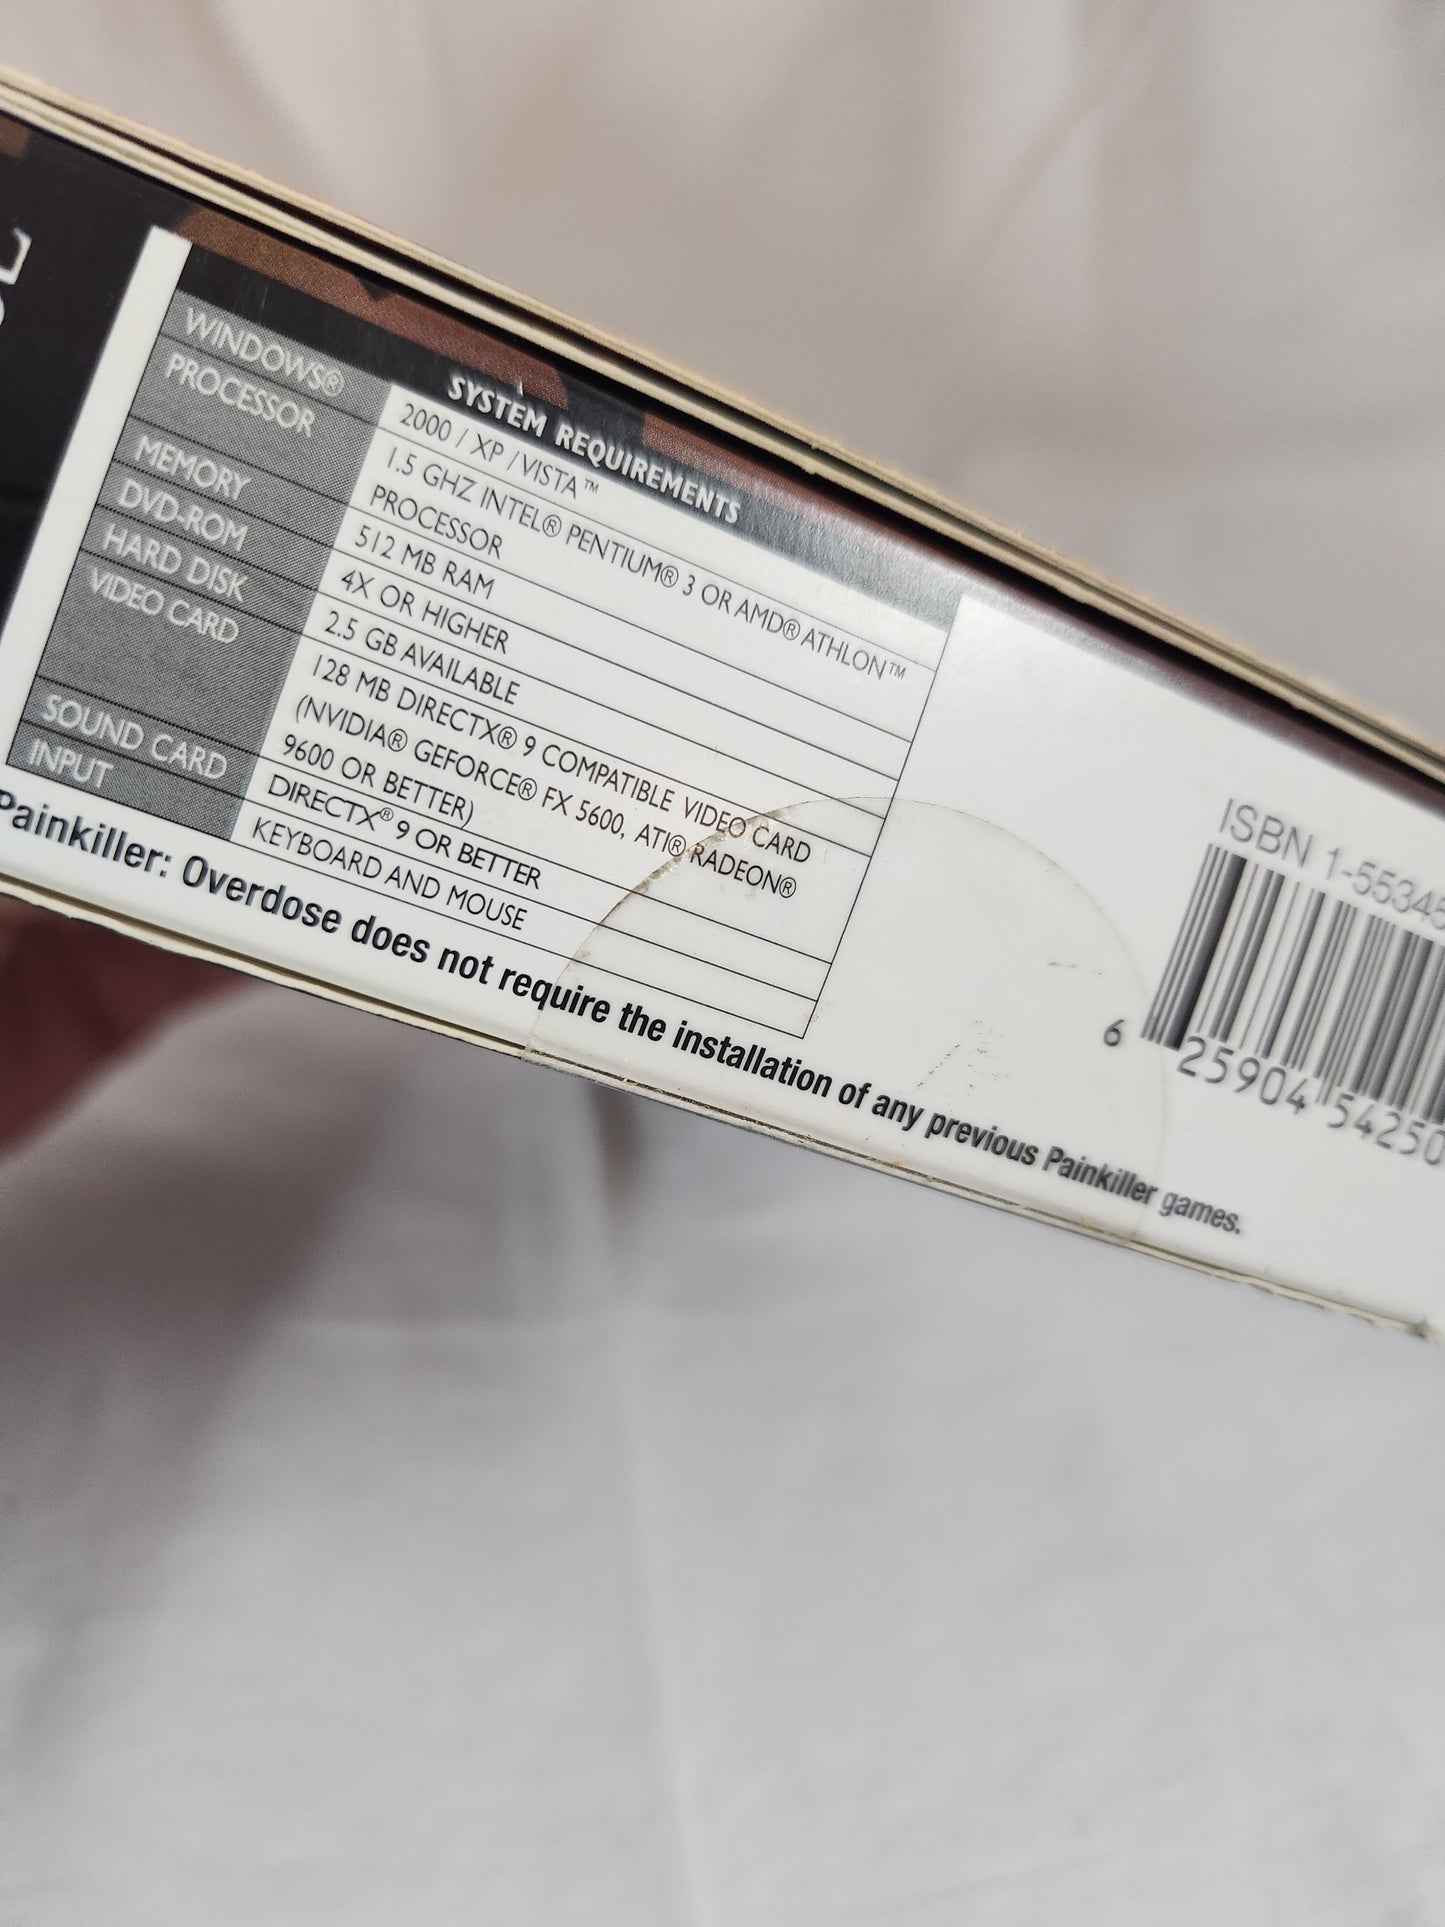 SYSTEM REQUIREMENTS
WINDOWS® 2000 / XP / VISTA™
PROCESSOR 1.5 GHZ INTEL® PENTIUM® 3 OR AMD® ATHLON™
PROCESSOR
MEMORY 512 MB RAM
DVD-ROM 4X OR HIGHER
HARD DISK 2.5 GB AVAILABLE
VIDEO CARD 128 MB DIRECTX® 9 COMPATIBLE VIDEO CARD
(NVIDIA® GEFORCE® FX 5600, ATI® RADEON®
9600 OR BETTER)
SOUND CARD DIRECTX® 9 OR BETTER
INPUT KEYBOARD AND MOUSE
Painkiller: Overdose does not require the installation of any previous Painkiller games.
ISBN 1-55345
6 25904 54250